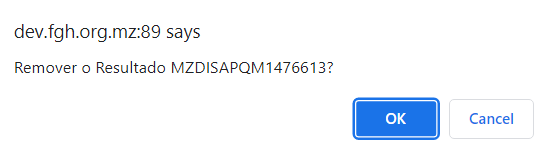 dev.fgh.org.mz:89 says
Remover o Resultado MZDISAPQM1476613?
OK
Cancel